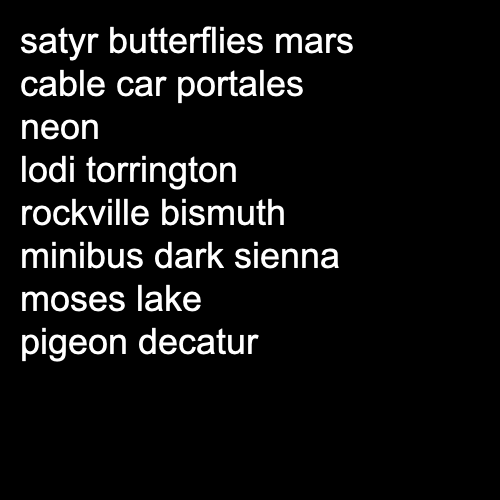 satyr butterflies mars
cable car portales
neon
lodi torrington
rockville bismuth
minibus dark sienna
moses lake
pigeon decatur